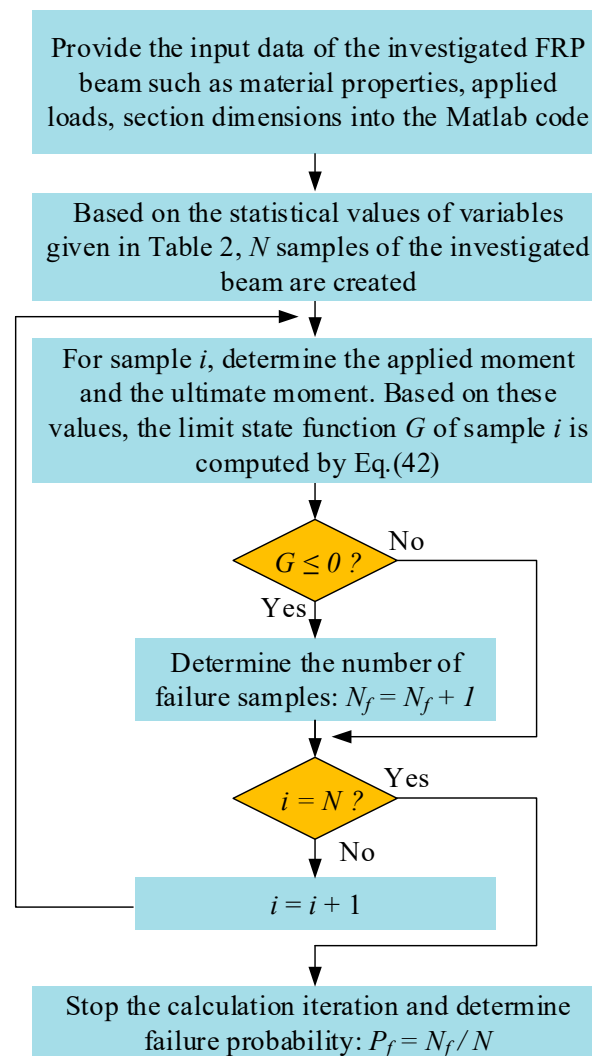 Provide the input data of the investigated FRP
beam such as material properties, applied
loads, section dimensions into the Matlab code
Based on the statistical values of variables
given in Table 2, N samples of the investigated
beam are created
For sample i, determine the applied moment
and the ultimate moment. Based on these
values, the limit state function G of sample i is
computed by Eq.(42)
G ≤ 0 ?
No
Yes
Determine the number of
failure samples: N_f = N_f + 1
i = N ?
Yes
No
i = i + 1
Stop the calculation iteration and determine
failure probability: P_f = N_f / N